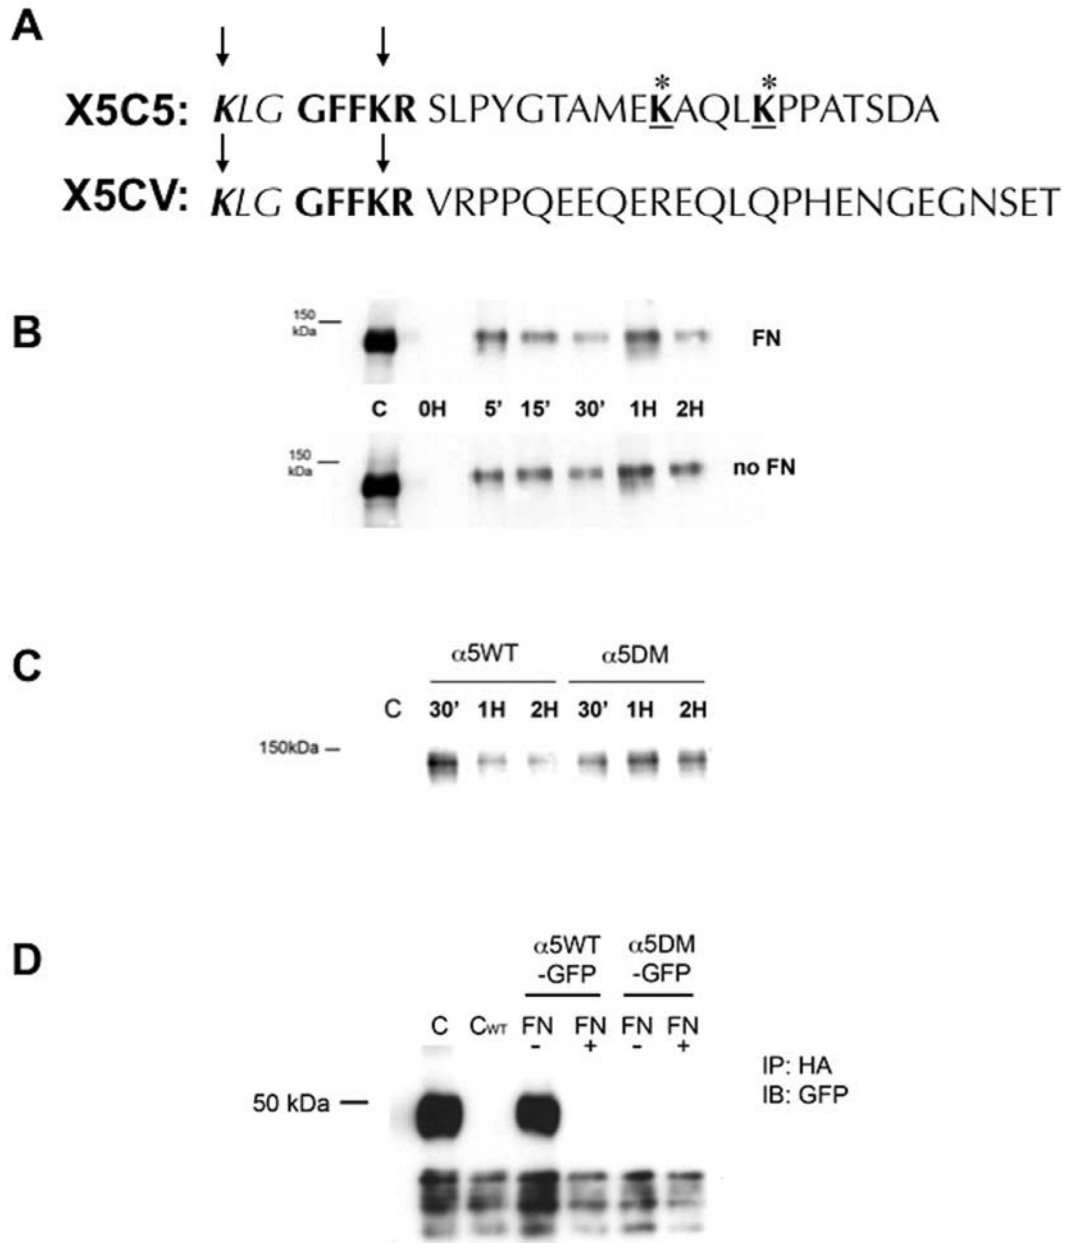 A
* *
X5C5: KLG GFFKR SLPYGTAMEKAQLKPPATSDA
X5CV: KLG GFFKR VRPPQEEQEREQLQPHENGEGNSET
B
150 kDa
FN
C 0H 5' 15' 30' 1H 2H
150 kDa
no FN
C
α5WT α5DM
C 30' 1H 2H 30' 1H 2H
150kDa
D
α5WT -GFP α5DM -GFP
C CWT FN - FN + FN - FN +
IP: HA
IB: GFP
50 kDa